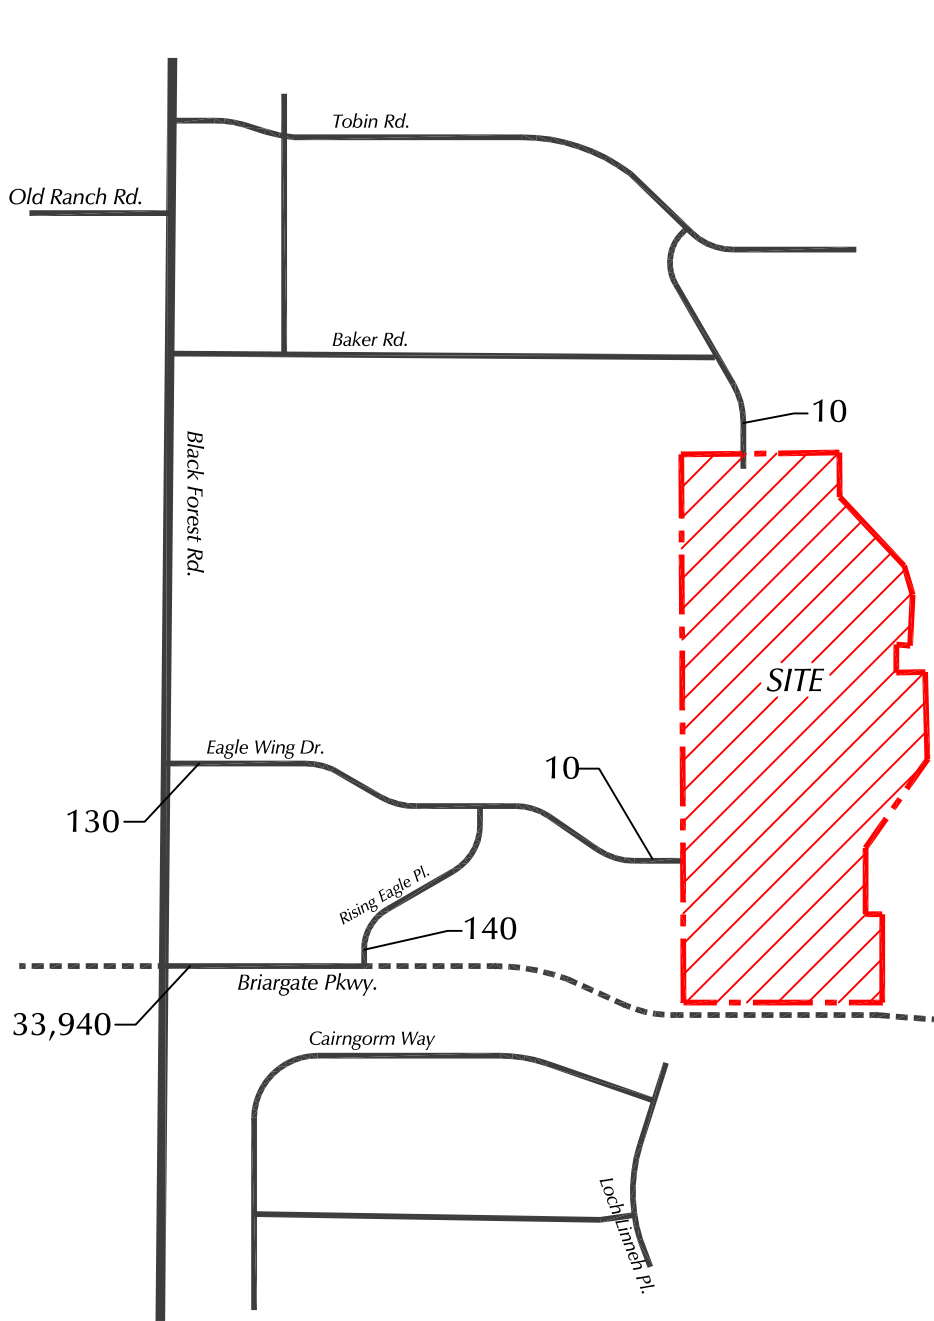 Tobin Rd.
Old Ranch Rd.
Baker Rd.
10
Black Forest Rd.
SITE
Eagle Wing Dr.
10
130
Rising Eagle Pl.
140
Briargate Pkwy.
33,940
Cairngorm Way
Loch Linneh Pl.